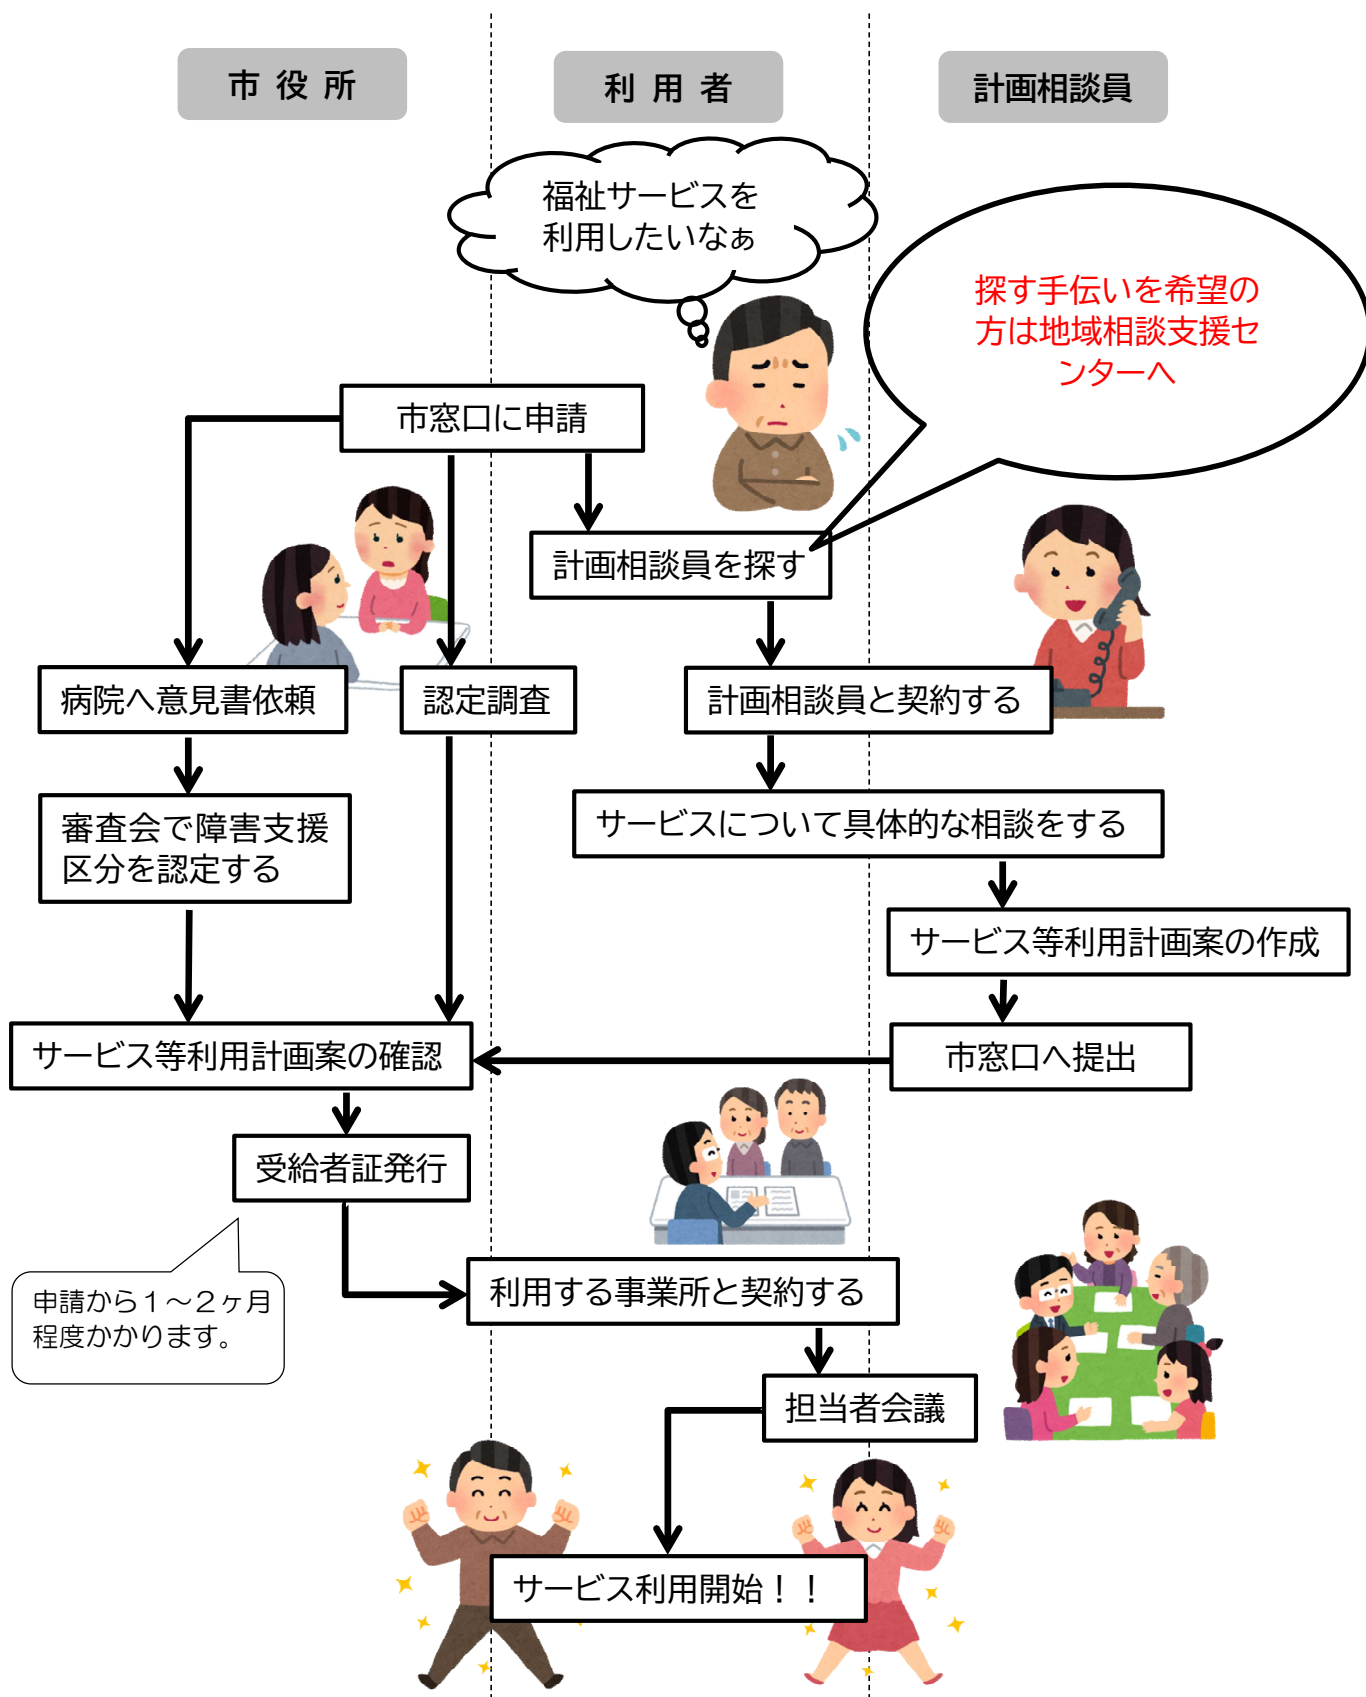 市役所
利用者
計画相談員
福祉サービスを
利用したいなぁ
探す手伝いを希望の
方は地域相談支援セ
ンターへ
市窓口に申請
計画相談員を探す
病院へ意見書依頼
認定調査
計画相談員と契約する
審査会で障害支援
区分を認定する
サービスについて具体的な相談をする
サービス等利用計画案の作成
サービス等利用計画案の確認
市窓口へ提出
受給者証発行
申請から１～２ヶ月
程度かかります。
利用する事業所と契約する
担当者会議
サービス利用開始！！